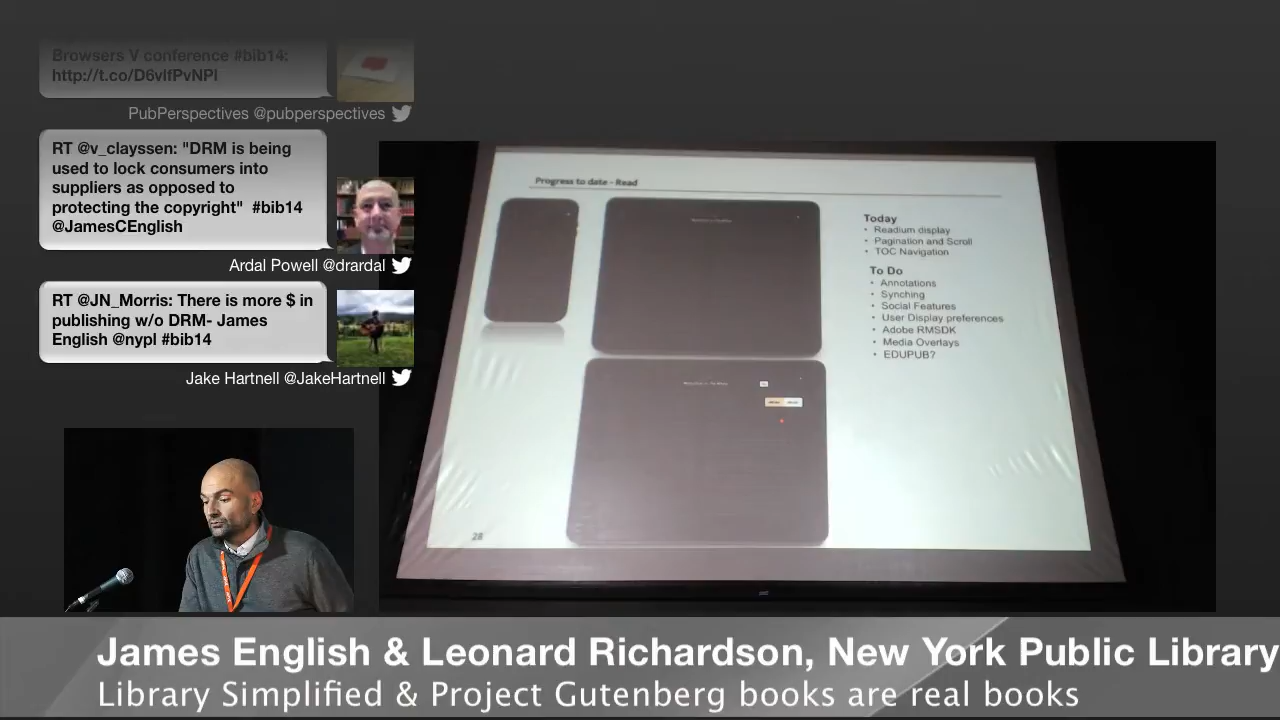 Browsers V conference #bib14:
http://t.co/D6vIfPvNPl
PubPerspectives @pubperspectives
RT @v_clayssen: "DRM is being
used to lock consumers into
suppliers as opposed to
protecting the copyright" #bib14
@JamesCEnglish
Ardal Powell @drardal
RT @JN_Morris: There is more $ in
publishing w/o DRM- James
English @nypl #bib14
Jake Hartnell @JakeHartnell
Progress to date - Read
Today
• Readium display
• Pagination and Scroll
• TOC Navigation
To Do
• Annotations
• Synching
• Social Features
• User Display preferences
• Adobe RMSDK
• Media Overlays
• EDUPUB?
28
James English & Leonard Richardson, New York Public Library
Library Simplified & Project Gutenberg books are real books